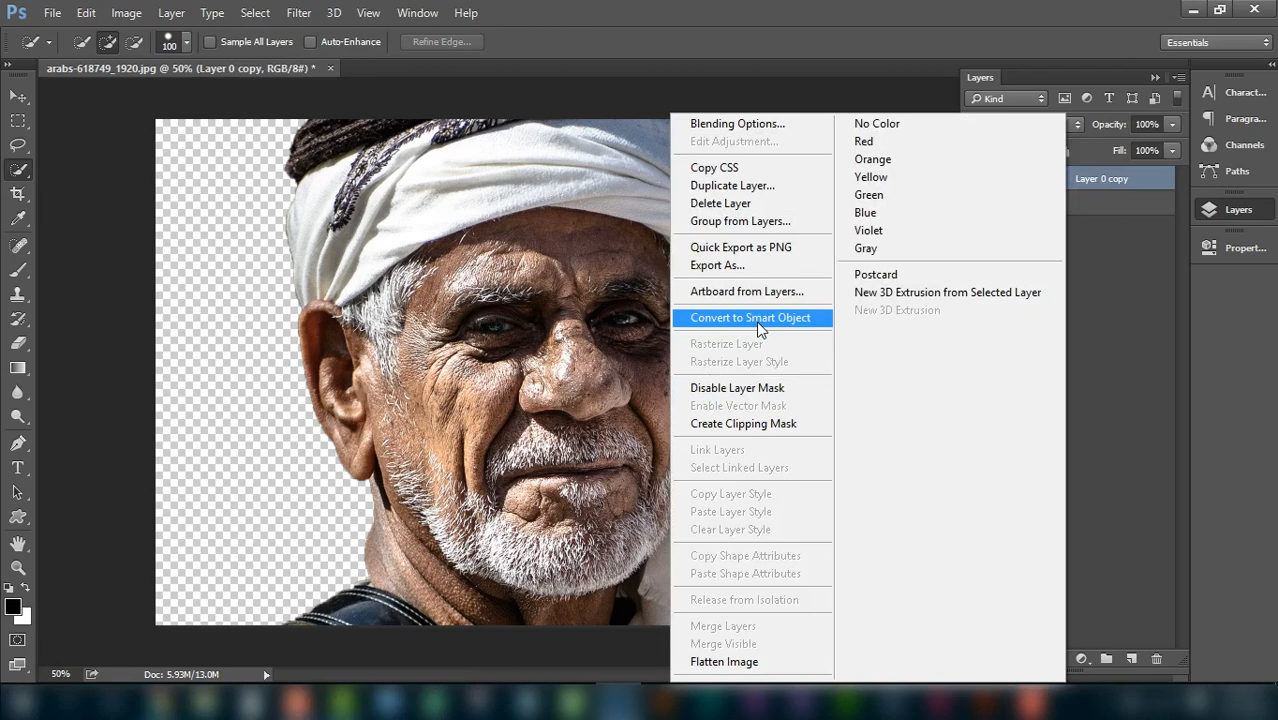 Ps File Edit Image Layer Type Select Filter 3D View Window Help
100 Sample All Layers Auto-Enhance Refine Edge... Essentials
arabs-618749_1920.jpg @ 50% (Layer 0 copy, RGB/8#) *
Layers
Kind
Opacity: 100%
Fill: 100%
Layer 0 copy
Charact...
Paragra...
Channels
Paths
Layers
Propert...
Blending Options...
Edit Adjustment...
Copy CSS
Duplicate Layer...
Delete Layer
Group from Layers...
Quick Export as PNG
Export As...
Artboard from Layers...
Convert to Smart Object
Rasterize Layer
Rasterize Layer Style
Disable Layer Mask
Enable Vector Mask
Create Clipping Mask
Link Layers
Select Linked Layers
Copy Layer Style
Paste Layer Style
Clear Layer Style
Copy Shape Attributes
Paste Shape Attributes
Release from Isolation
Merge Layers
Merge Visible
Flatten Image
No Color
Red
Orange
Yellow
Green
Blue
Violet
Gray
Postcard
New 3D Extrusion from Selected Layer
New 3D Extrusion
50% Doc: 5.93M/13.0M